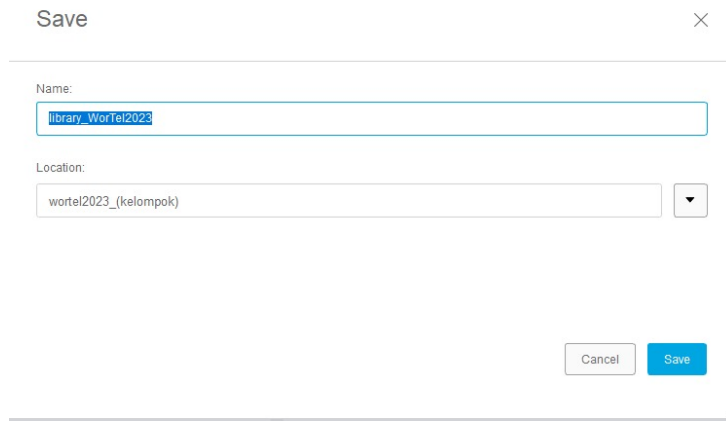 Save
Name:
library_WorTel2023
Location:
wortel2023_(kelompok)
Cancel
Save